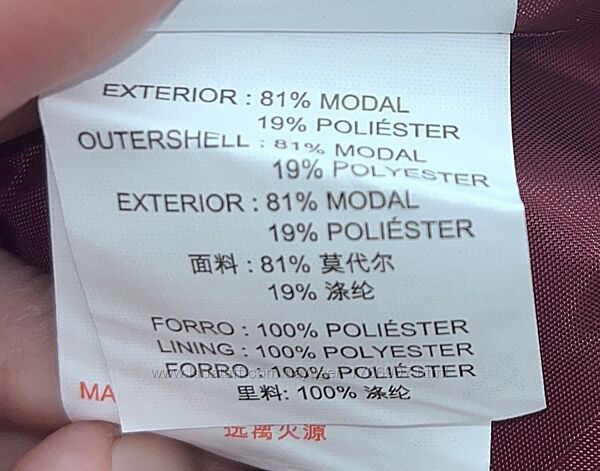 EXTERIOR : 81% MODAL
19% POLIÉSTER
OUTERSHELL : 81% MODAL
19% POLYESTER
EXTERIOR : 81% MODAL
19% POLIÉSTER
面料 : 81% 莫代尔
19% 涤纶
FORRO : 100% POLIÉSTER
LINING : 100% POLYESTER
FORRO : 100% POLIÉSTER
里料: 100% 涤纶
MA
远离火源